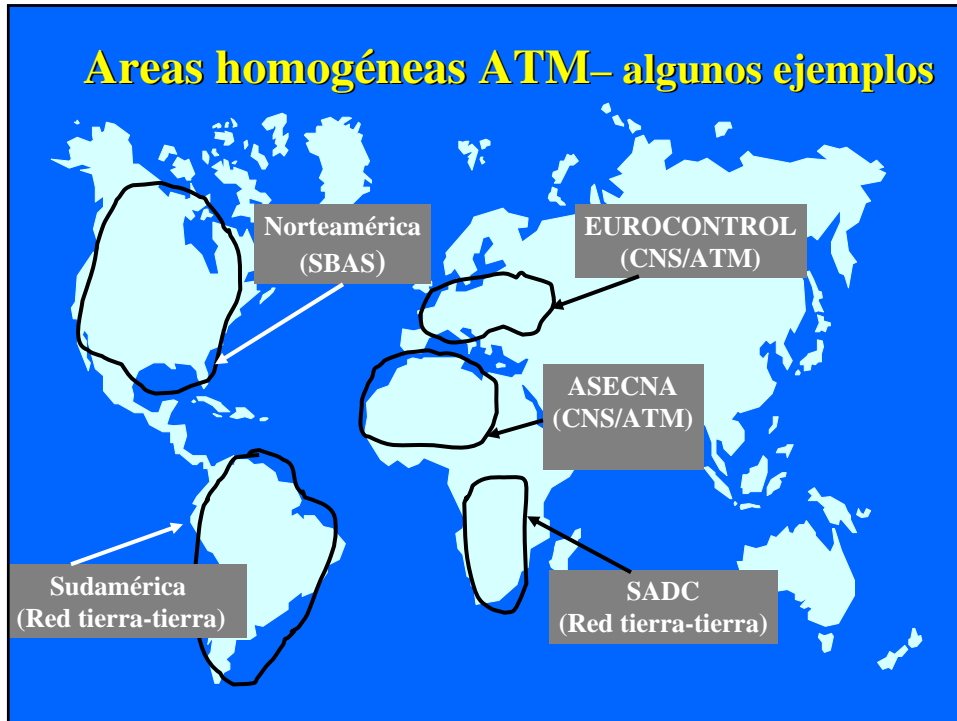 Areas homogéneas ATM– algunos ejemplos
Norteamérica
(SBAS)
EUROCONTROL
(CNS/ATM)
ASECNA
(CNS/ATM)
Sudamérica
(Red tierra-tierra)
SADC
(Red tierra-tierra)